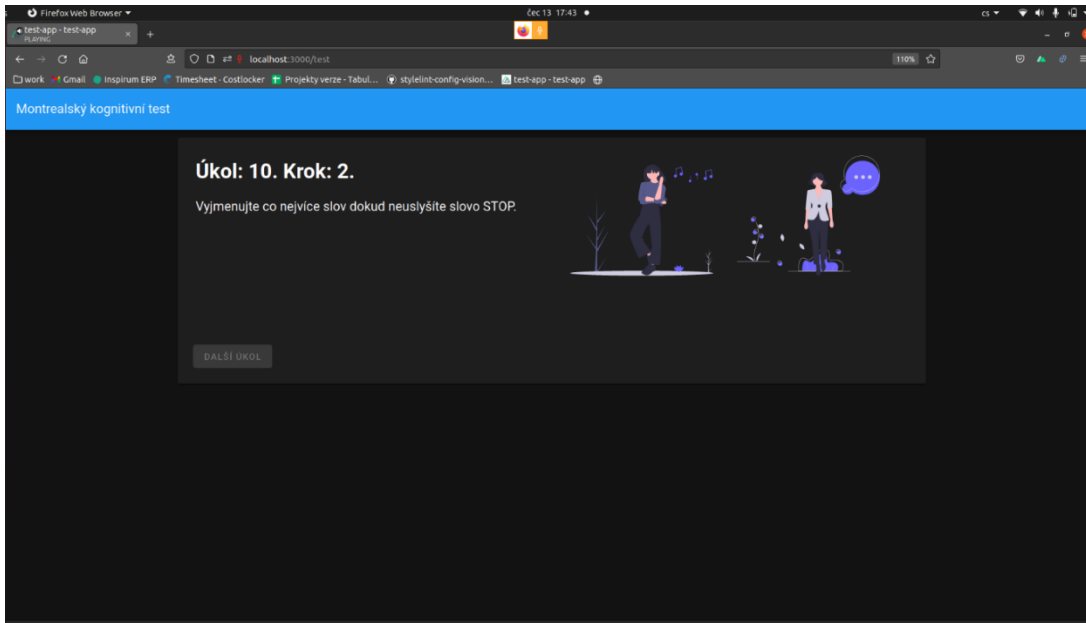 Firefox Web Browser
čec 13 17:43
cs
test-app - test-app
PLAYING
localhost:3000/test
110%
work
Gmail
Inspirum ERP
Timesheet - Costlocker
Projekty verze - Tabul...
stylelint-config-vision...
test-app - test-app
Montrealský kognitivní test
Úkol: 10. Krok: 2.
Vyjmenujte co nejvíce slov dokud neuslyšíte slovo STOP.
DALŠÍ ÚKOL